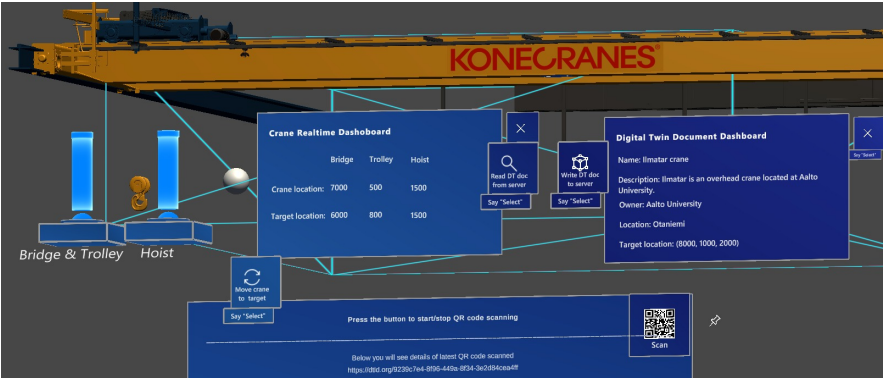 KONECRANES
Crane Realtime Dashoboard
Bridge Trolley Hoist
Crane location: 7000 500 1500
Target location: 6000 800 1500
Read DT doc
from server
Say "Select"
Write DT doc
to server
Say "Select"
Digital Twin Document Dashboard
Name: Ilmatar crane
Description: Ilmatar is an overhead crane located at Aalto
University.
Owner: Aalto University
Location: Otaniemi
Target location: (8000, 1000, 2000)
Say "Select"
Bridge & Trolley
Hoist
Move crane
to target
Say "Select"
Press the button to start/stop QR code scanning
Scan
Below you will see details of latest QR code scanned
https://dtid.org/9239c7e4-8f96-449a-8f34-3e2d84cea4ff